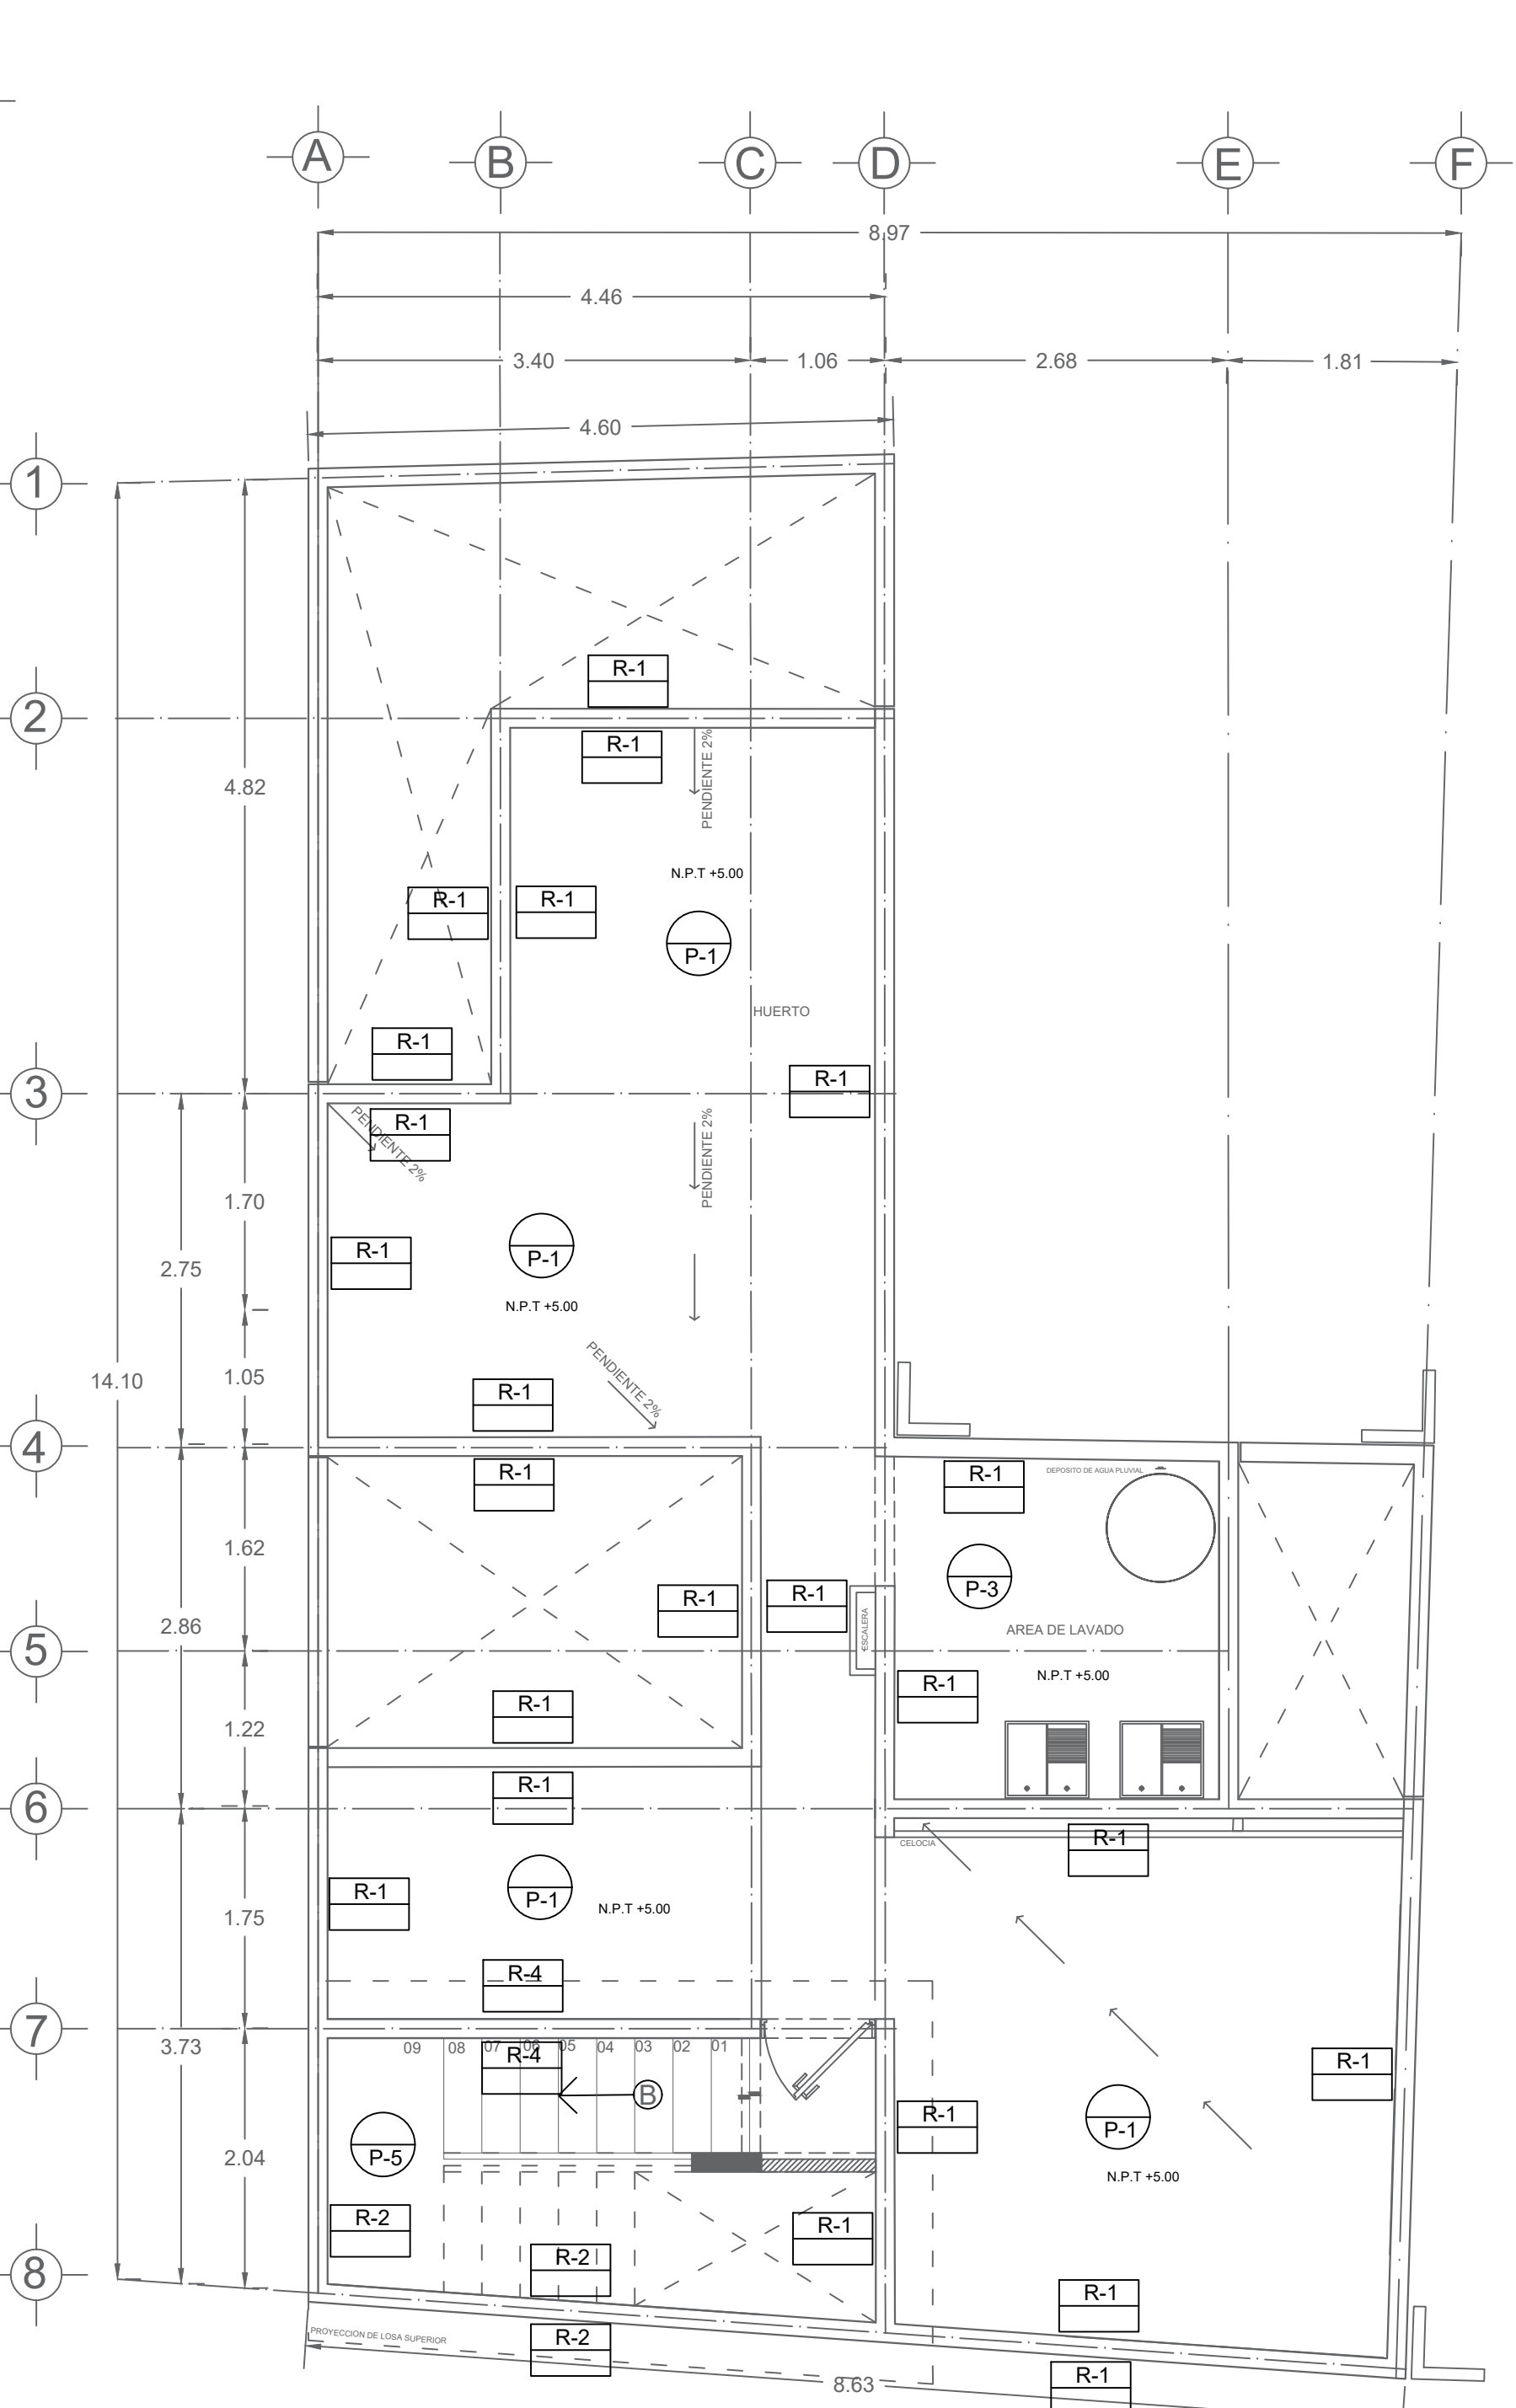 A B C D E F
8.97
4.46
3.40 1.06 2.68 1.81
4.60
1
R-1
2
R-1
PENDIENTE 2%
4.82
N.P.T +5.00
R-1 R-1
P-1
HUERTO
R-1
R-1
3
R-1
PENDIENTE 2%
PENDIENTE 2%
1.70
R-1
P-1
2.75
N.P.T +5.00
PENDIENTE 2%
1.05
14.10
R-1
4
R-1
R-1
DEPOSITO DE AGUA PLUVIAL
1.62
P-3
R-1
R-1
2.86
ESCALERA
AREA DE LAVADO
5
N.P.T +5.00
R-1
R-1
1.22
R-1
6
R-1
CELOCIA
R-1
P-1
N.P.T +5.00
1.75
R-4
7
3.73
09 08 07 06 05 04 03 02 01
R-4
R-1
B
R-1
P-1
P-5
2.04
N.P.T +5.00
R-2
R-1
R-2
8
R-1
PROYECCION DE LOSA SUPERIOR
R-2
R-1
8.63